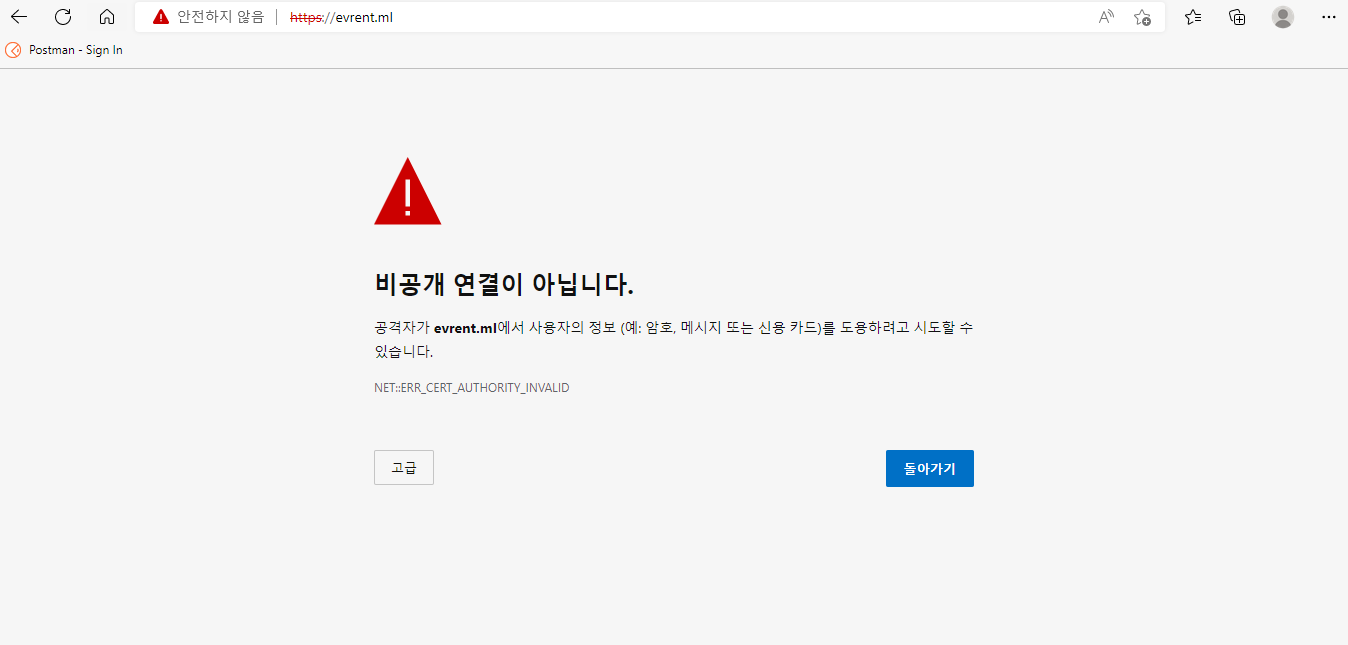 안전하지 않음 https://evrent.ml
Postman - Sign In
비공개 연결이 아닙니다.
공격자가 evrent.ml에서 사용자의 정보 (예: 암호, 메시지 또는 신용 카드)를 도용하려고 시도할 수
있습니다.
NET::ERR_CERT_AUTHORITY_INVALID
고급 돌아가기